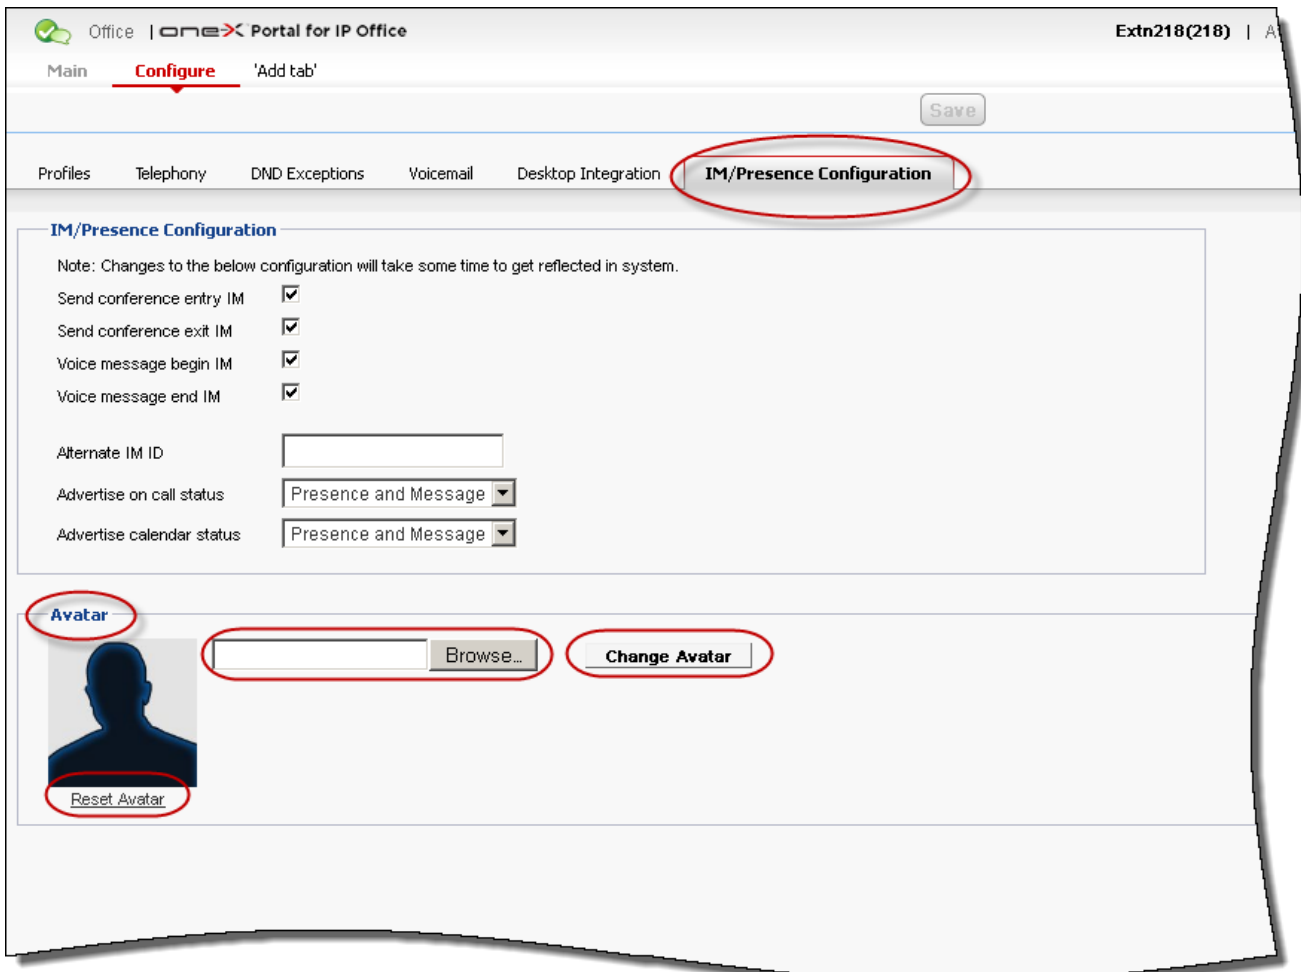 Office | one-X Portal for IP Office Extn218(218) |
Main Configure 'Add tab'
Save
Profiles Telephony DND Exceptions Voicemail Desktop Integration IM/Presence Configuration
IM/Presence Configuration
Note: Changes to the below configuration will take some time to get reflected in system.
Send conference entry IM
Send conference exit IM
Voice message begin IM
Voice message end IM
Alternate IM ID
Advertise on call status Presence and Message
Advertise calendar status Presence and Message
Avatar
Browse... Change Avatar
Reset Avatar